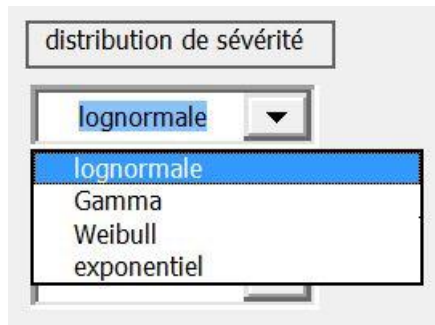 distribution de sévérité
lognormale
lognormale
Gamma
Weibull
exponentiel